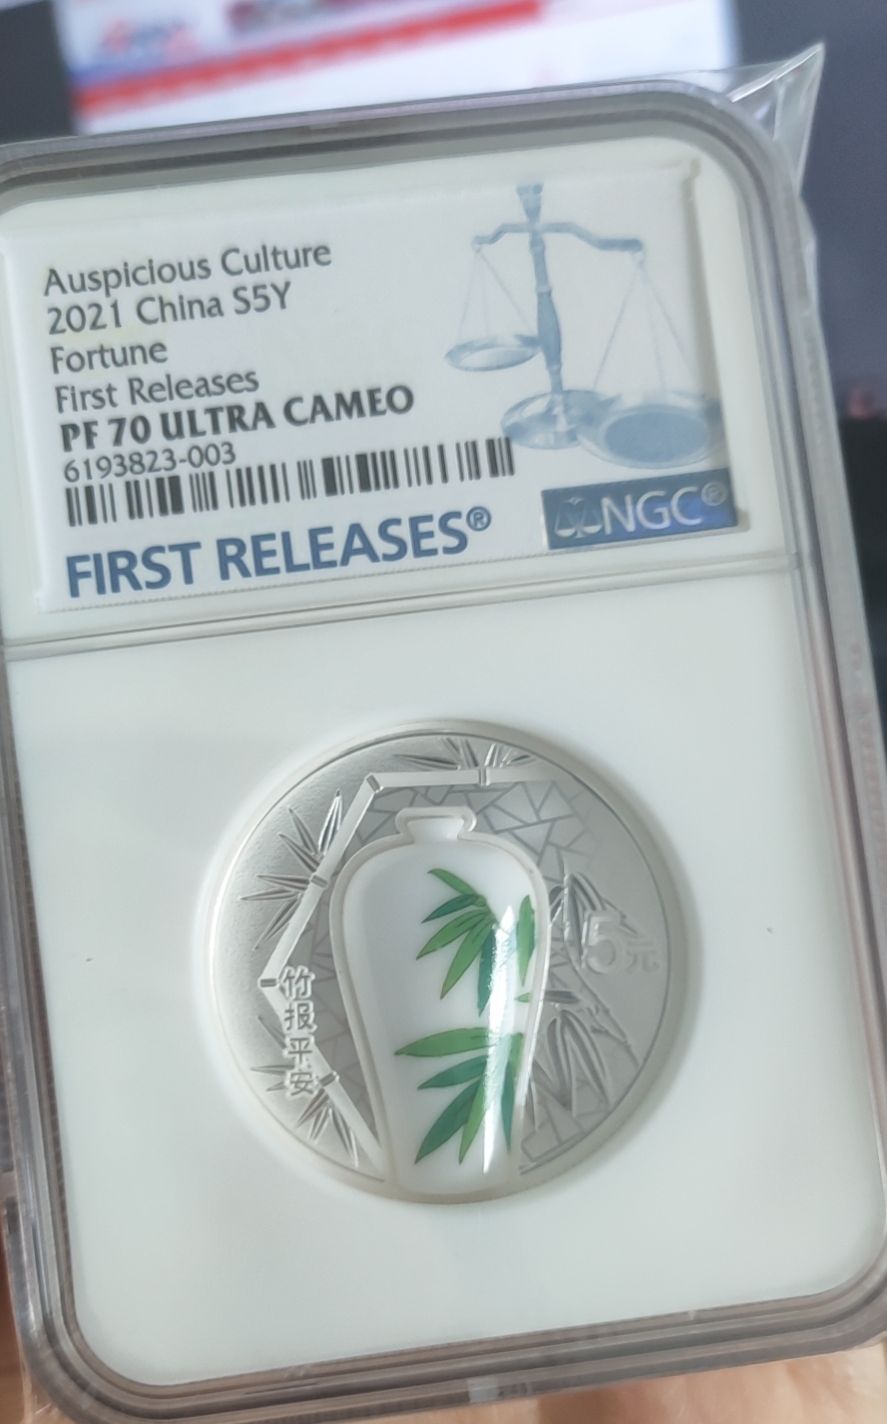 Auspicious Culture
2021 China S5Y
Fortune
First Releases
PF 70 ULTRA CAMEO
6193823-003
FIRST RELEASES®
NGC®
5元
竹报平安